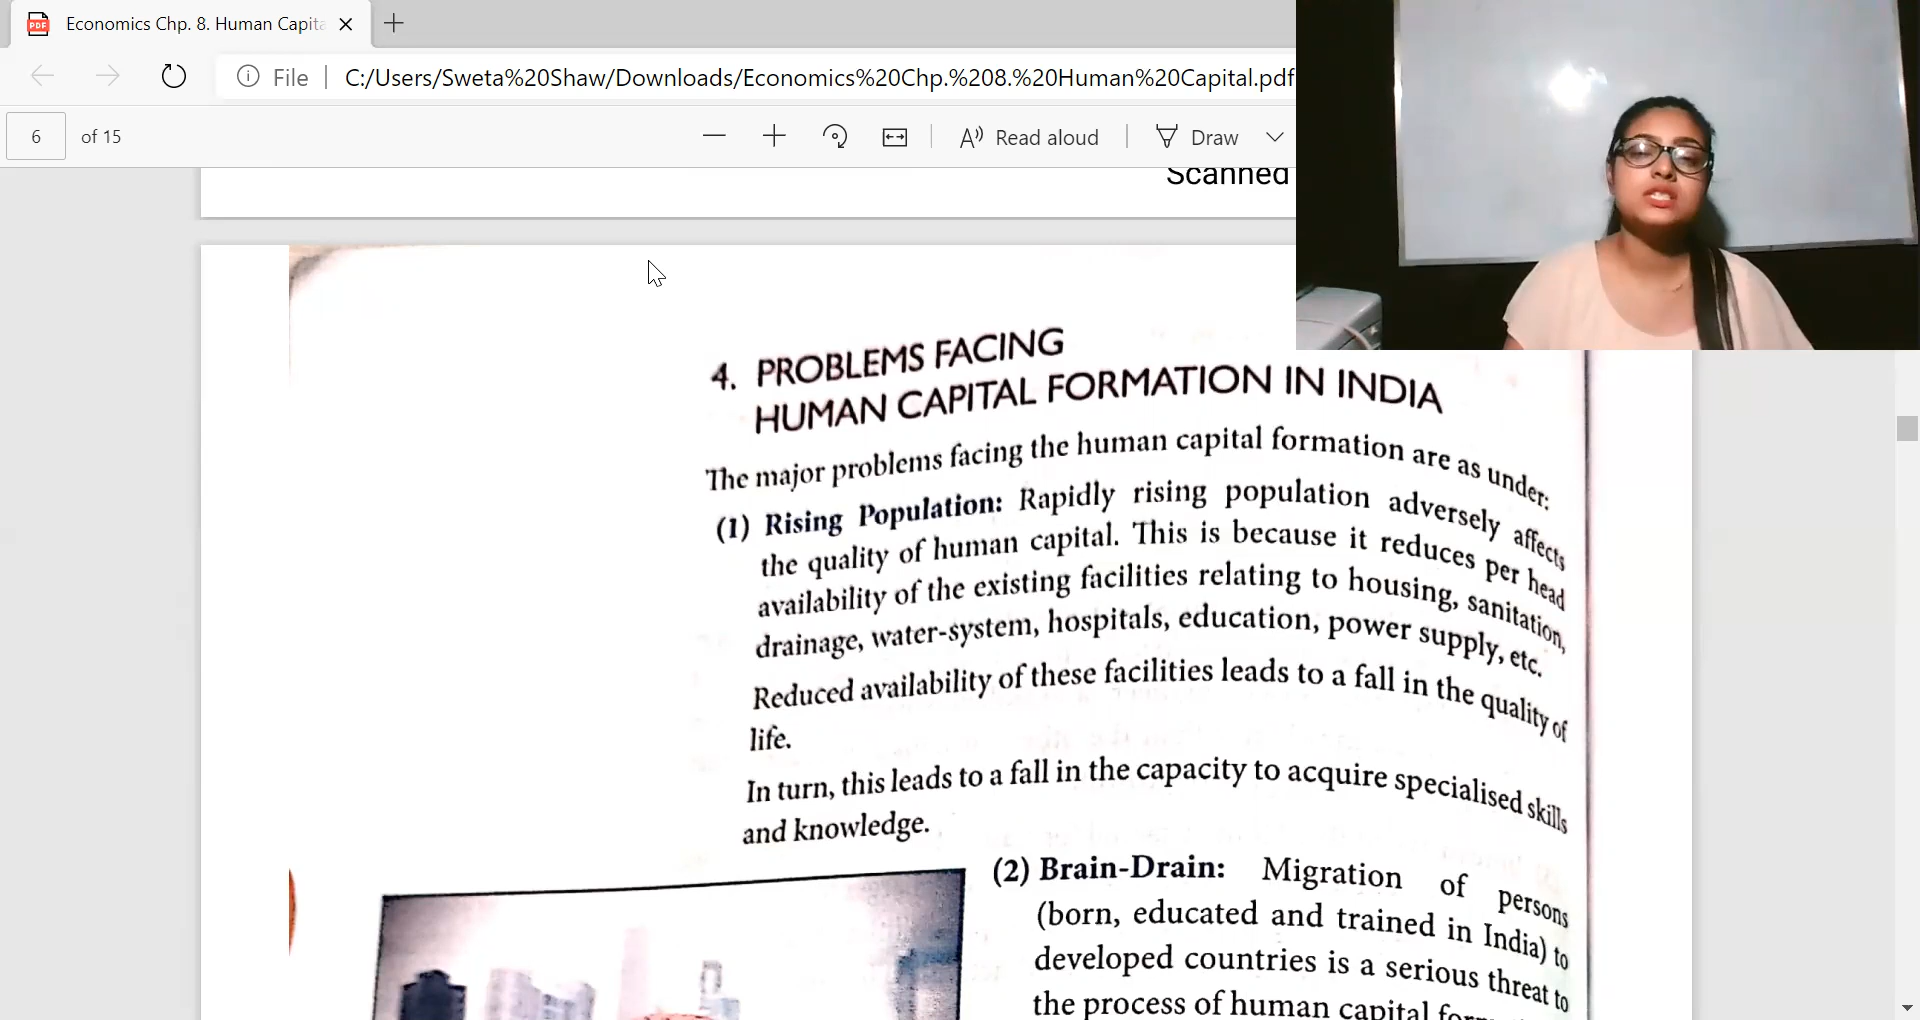 Economics Chp. 8. Human Capita
File
C:/Users/Sweta%20Shaw/Downloads/Economics%20Chp.%208.%20Human%20Capital.pdf
6 of 15
Read aloud
Draw
Scanned
4. PROBLEMS FACING
HUMAN CAPITAL FORMATION IN INDIA
The major problems facing the human capital formation are as under:
(1) Rising Population: Rapidly rising population adversely affects
the quality of human capital. This is because it reduces per head
availability of the existing facilities relating to housing, sanitation,
drainage, water-system, hospitals, education, power supply, etc.
Reduced availability of these facilities leads to a fall in the quality of
life.
In turn, this leads to a fall in the capacity to acquire specialised skills
and knowledge.
(2) Brain-Drain: Migration of persons
(born, educated and trained in India) to
developed countries is a serious threat to
the process of human capital